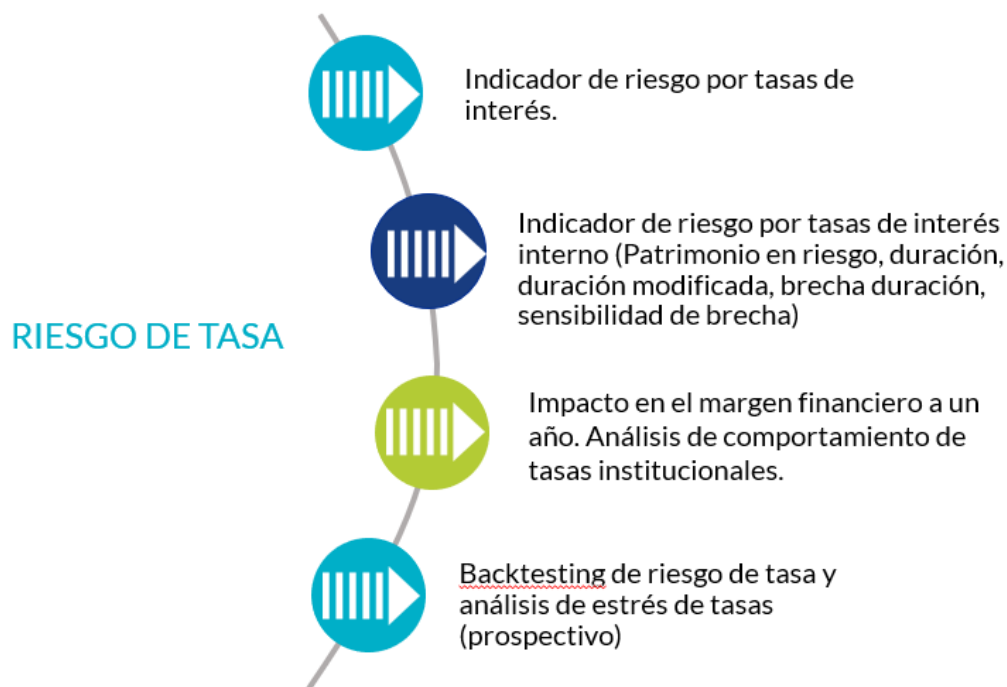 RIESGO DE TASA
Indicador de riesgo por tasas de
interés.
Indicador de riesgo por tasas de interés
interno (Patrimonio en riesgo, duración,
duración modificada, brecha duración,
sensibilidad de brecha)
Impacto en el margen financiero a un
año. Análisis de comportamiento de
tasas institucionales.
Backtesting de riesgo de tasa y
análisis de estrés de tasas
(prospectivo)